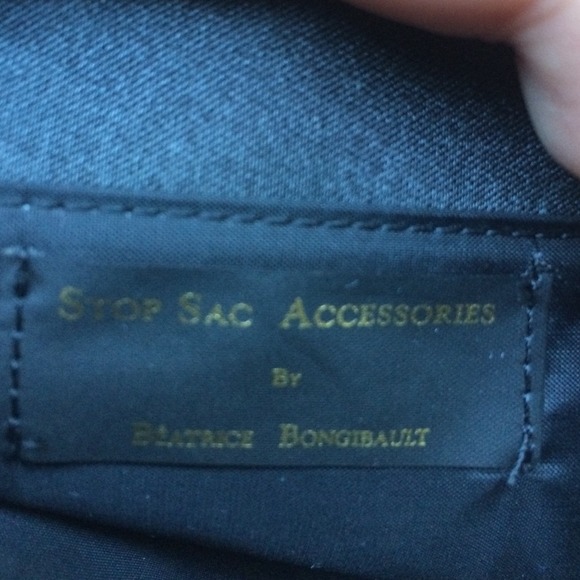 Stop Sac Accessories
By
Béatrice Bongibault